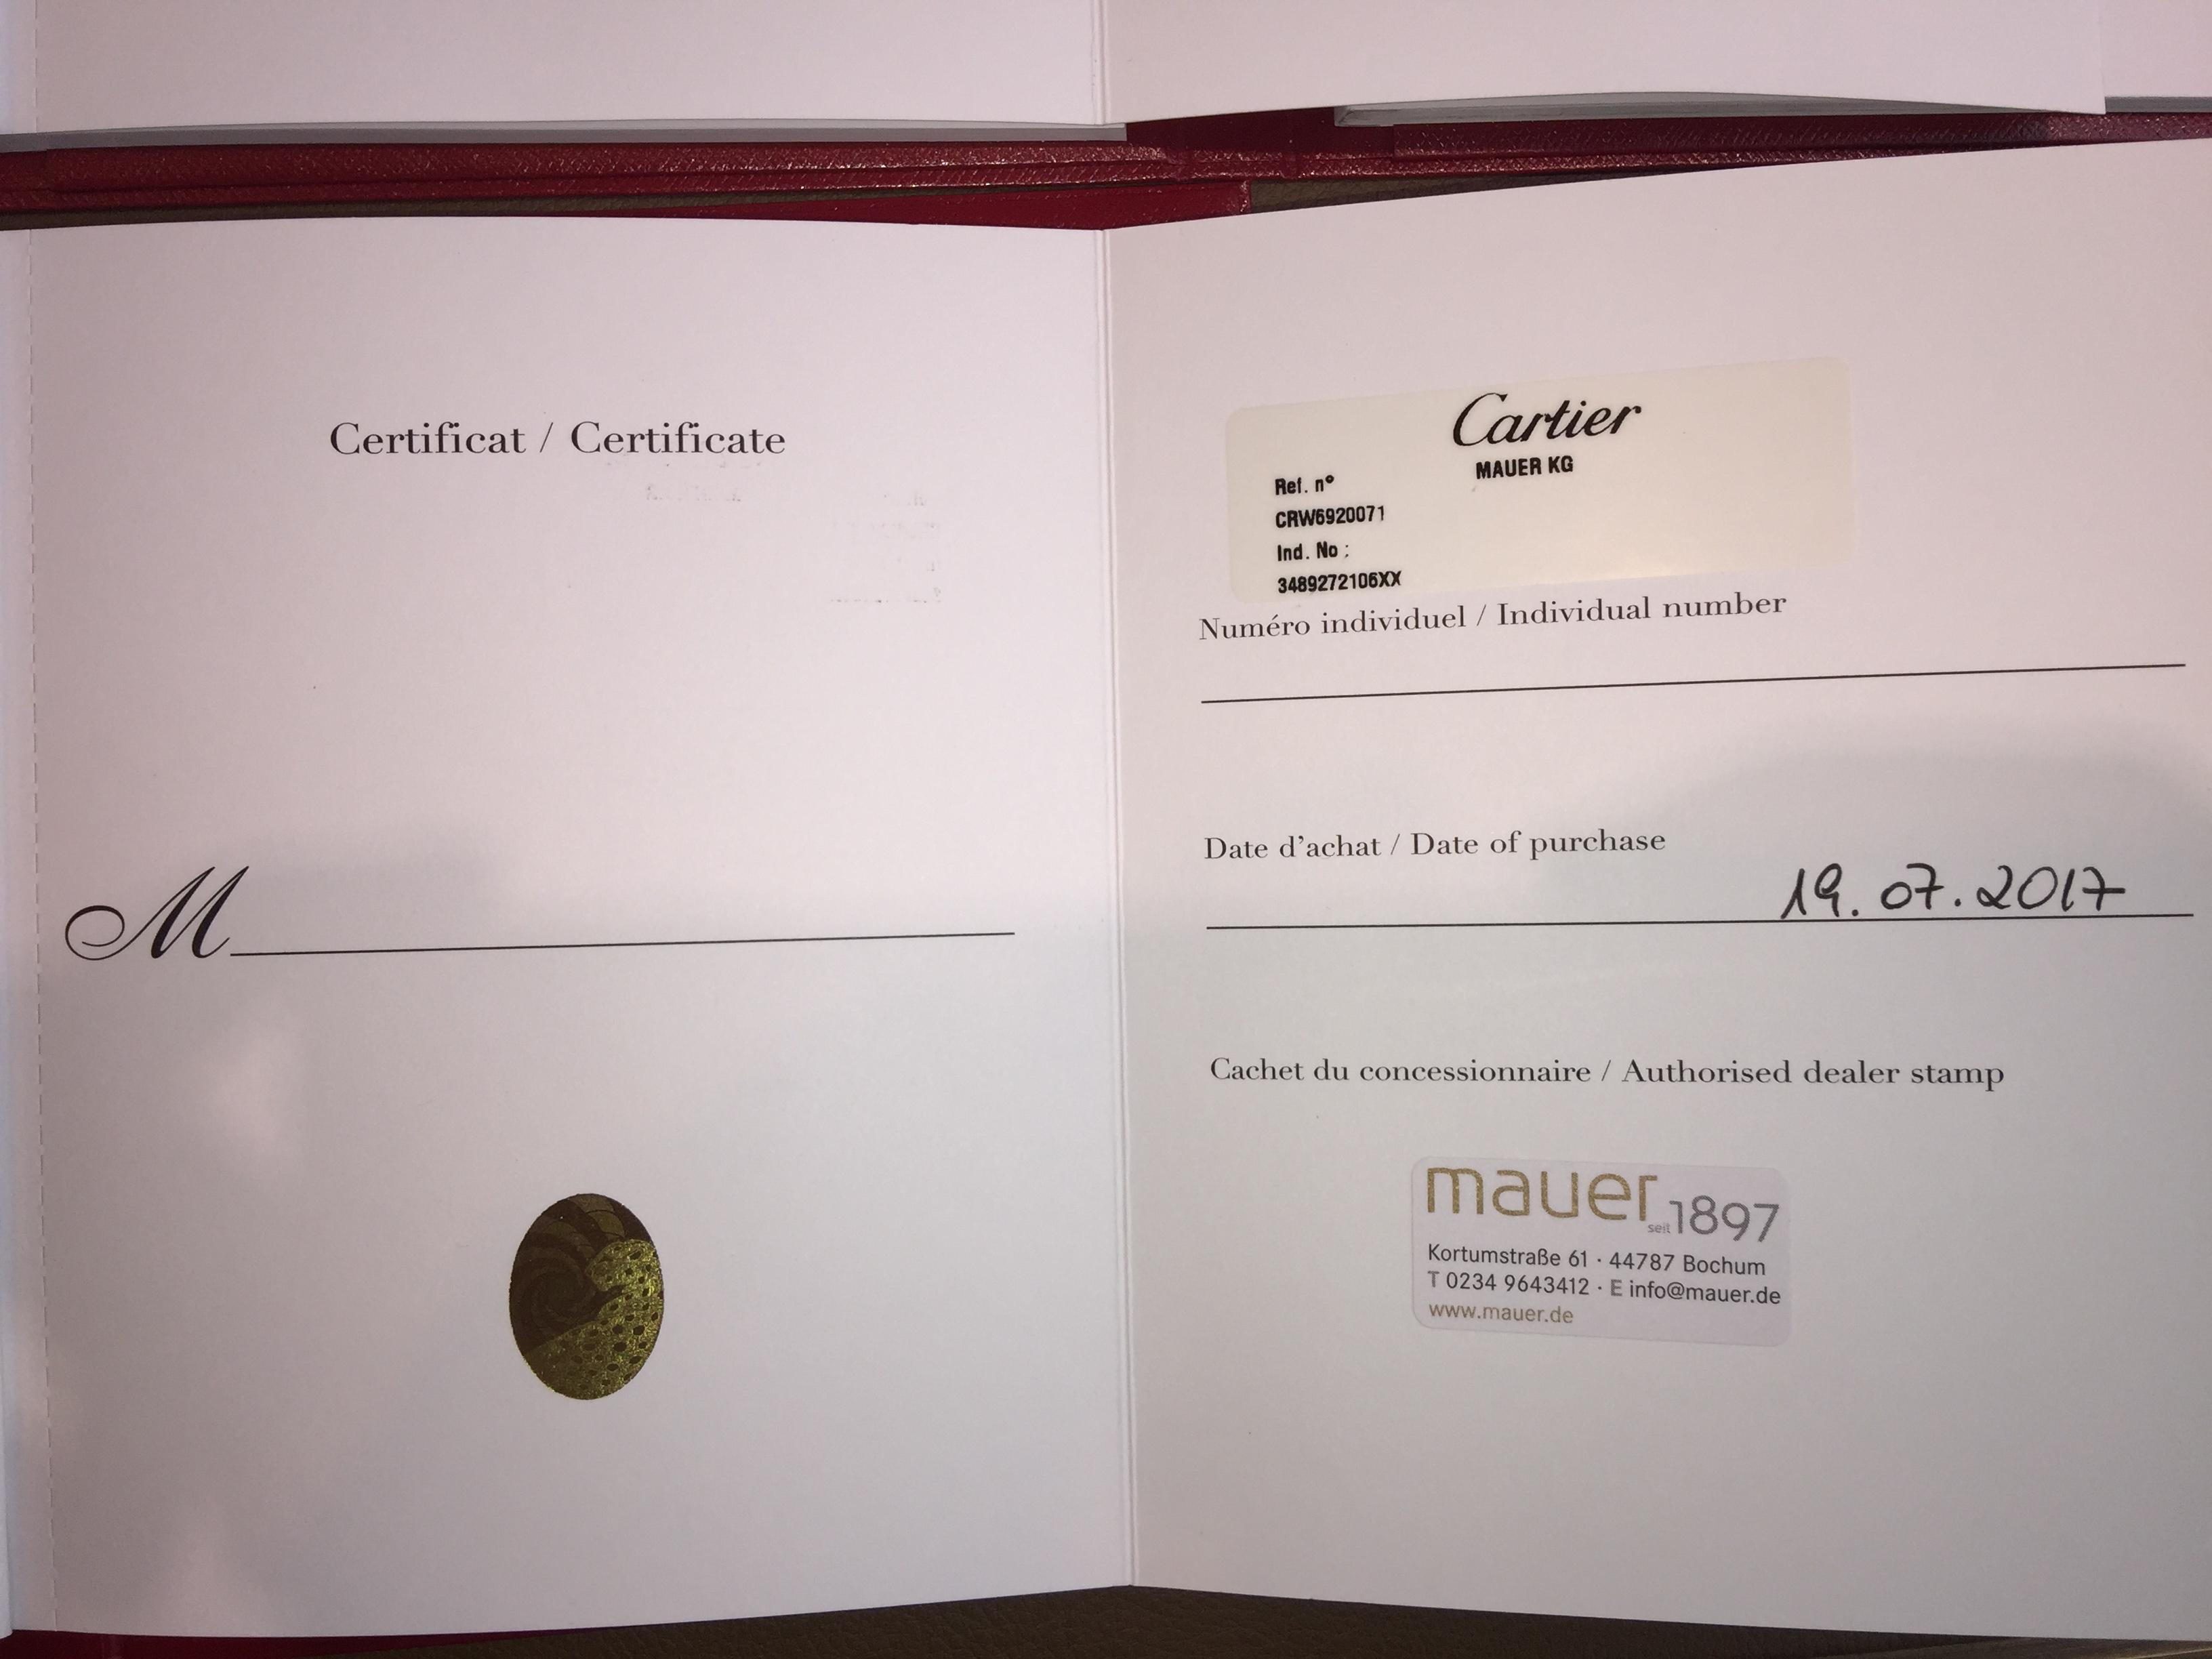 Certificat / Certificate
M
Cartier
MAUER KG
Ref. nº
CRW6920071
Ind. No :
3489272106XX
Numéro individuel / Individual number
Date d'achat / Date of purchase
19.07.2017
Cachet du concessionnaire / Authorised dealer stamp
mauer seit 1897
Kortumstraße 61 · 44787 Bochum
T 0234 9643412 · E info@mauer.de
www.mauer.de